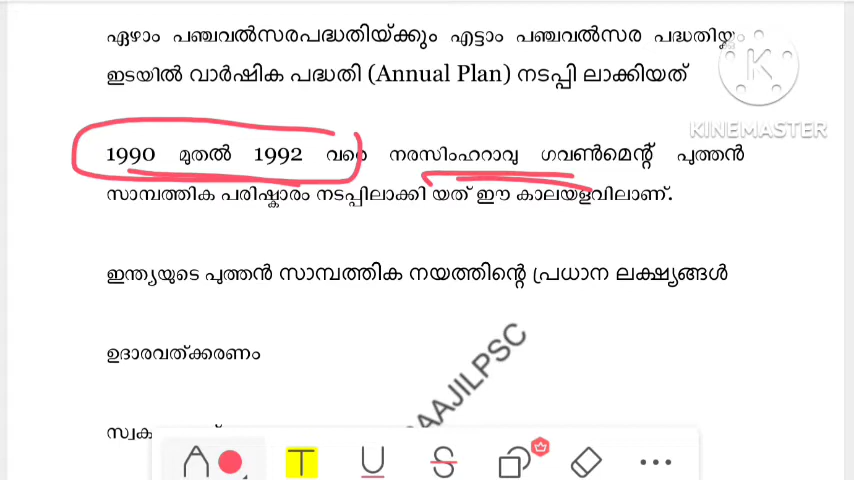 ഏഴാം പഞ്ചവൽസരപദ്ധതിയ്ക്കും എട്ടാം പഞ്ചവൽസര പദ്ധതിയ്ക്കും
ഇടയിൽ വാർഷിക പദ്ധതി (Annual Plan) നടപ്പി ലാക്കിയത്
KINEMASTER
1990 മുതൽ 1992 വരെ നരസിംഹറാവു ഗവൺമെന്റ് പുത്തൻ
സാമ്പത്തിക പരിഷ്കാരം നടപ്പിലാക്കി യത് ഈ കാലയളവിലാണ്.
ഇന്ത്യയുടെ പുത്തൻ സാമ്പത്തിക നയത്തിന്റെ പ്രധാന ലക്ഷ്യങ്ങൾ
ഉദാരവത്ക്കരണം